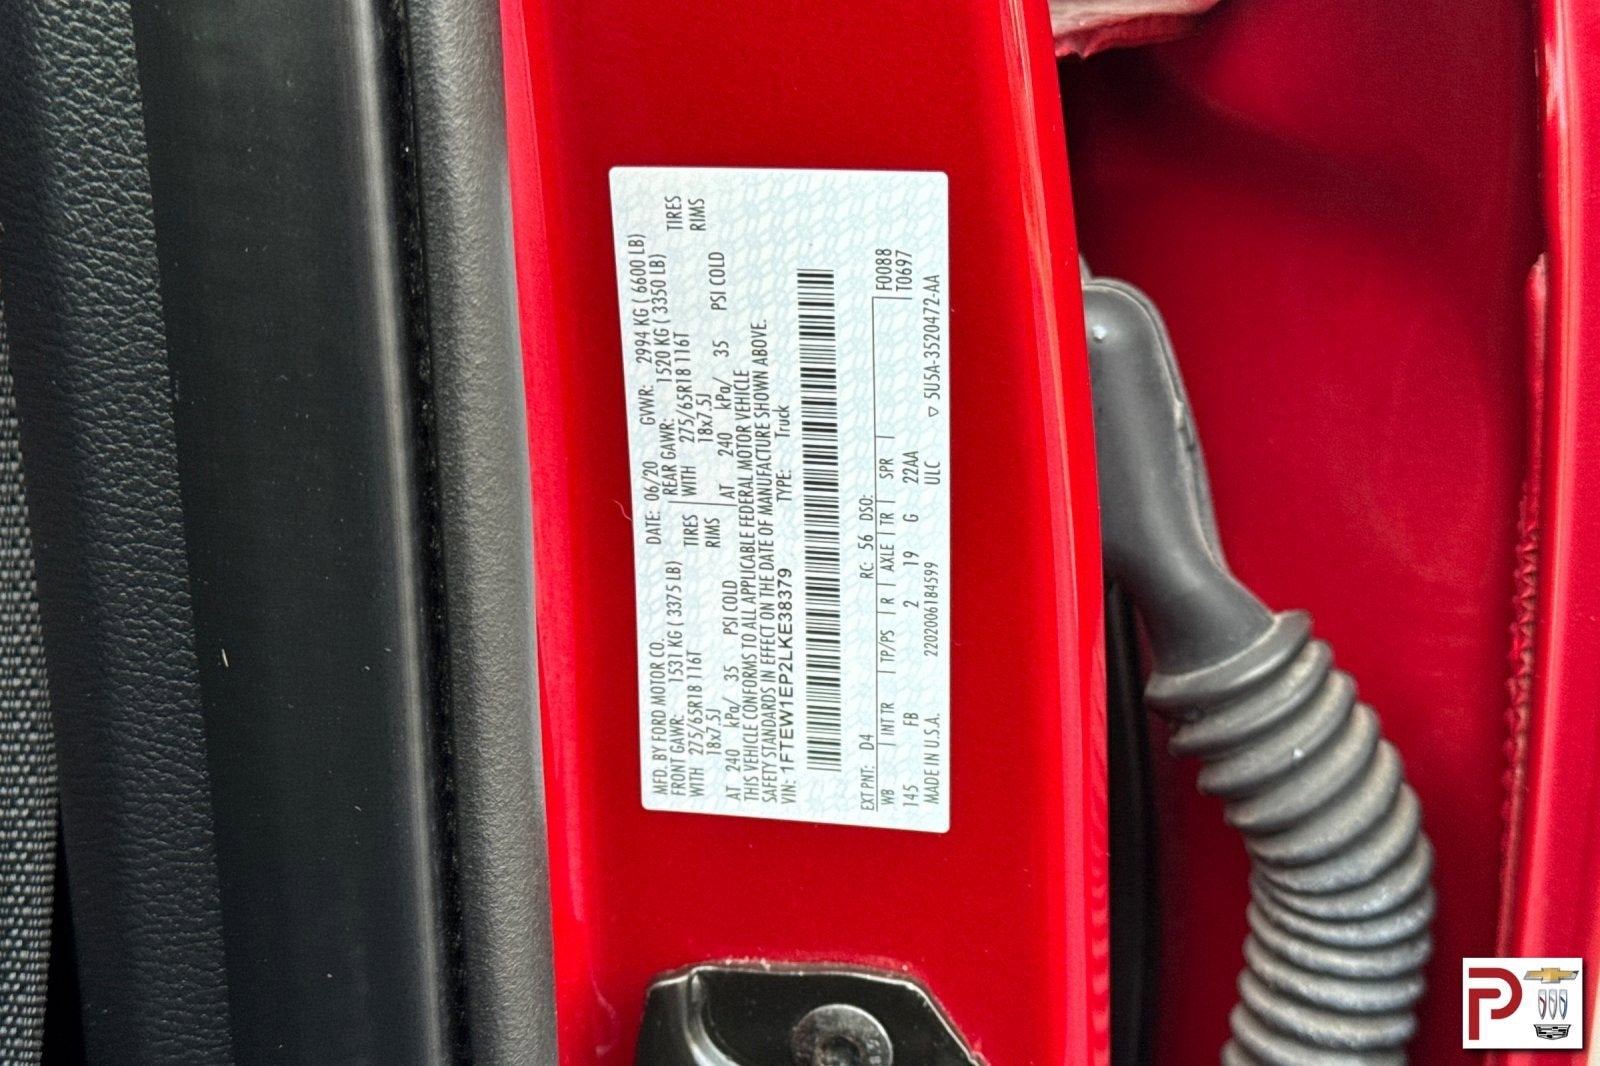 MFD. BY FORD MOTOR CO.
DATE: 06/20 GVWR: 2994 KG ( 6600 LB)
FRONT GAWR: 1531 KG ( 3375 LB)
REAR GAWR: 1520 KG ( 3350 LB)
WITH 275/65R18 116T TIRES
WITH 275/65R18 116T TIRES
18x7.5J RIMS
18x7.5J RIMS
AT 240 kPa/ 35 PSI COLD
AT 240 kPa/ 35 PSI COLD
THIS VEHICLE CONFORMS TO ALL APPLICABLE FEDERAL MOTOR VEHICLE
SAFETY STANDARDS IN EFFECT ON THE DATE OF MANUFACTURE SHOWN ABOVE.
VIN: 1FTEW1EP2LKE38379 TYPE: Truck
EXT PNT: D4 RC: 56 DSO:
F0088
WB INT TR TP/PS R AXLE TR SPR
T0697
145 FB 2 19 G 22AA
MADE IN U.S.A. 2202006184599 ULC ▽ 5U5A-3520472-AA
P